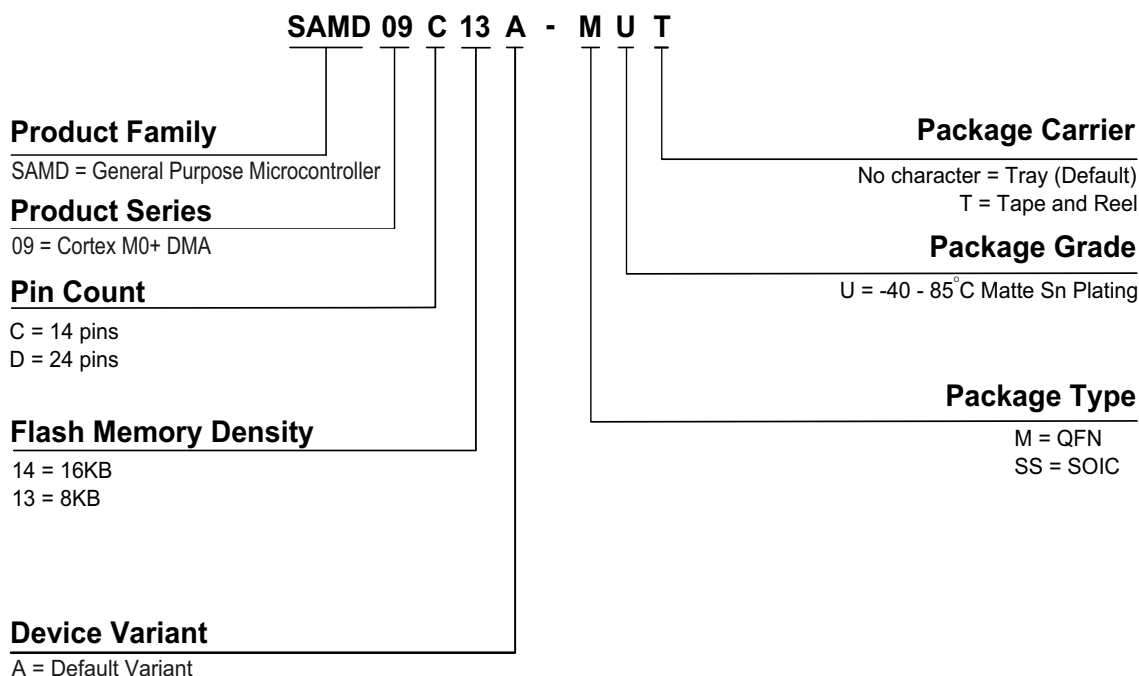 SAMD 09 C 13 A - M U T
Product Family
SAMD = General Purpose Microcontroller
Product Series
09 = Cortex M0+ DMA
Pin Count
C = 14 pins
D = 24 pins
Flash Memory Density
14 = 16KB
13 = 8KB
Device Variant
A = Default Variant
Package Carrier
No character = Tray (Default)
T = Tape and Reel
Package Grade
U = -40 - 85°C Matte Sn Plating
Package Type
M = QFN
SS = SOIC